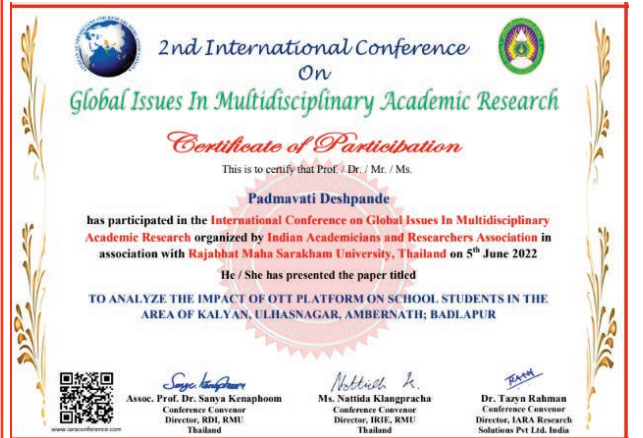 2nd International Conference
On
Global Issues In Multidisciplinary Academic Research
Certificate of Participation
This is to certify that Prof. / Dr. / Mr. / Ms.
Padmavati Deshpande
has participated in the International Conference on Global Issues In Multidisciplinary
Academic Research organized by Indian Academicians and Researchers Association in
association with Rajabhat Maha Sarakham University, Thailand on 5th June 2022
He / She has presented the paper titled
TO ANALYZE THE IMPACT OF OTT PLATFORM ON SCHOOL STUDENTS IN THE
AREA OF KALYAN, ULHASNAGAR, AMBERNATH; BADLAPUR
www.iaraconference.com
Assoc. Prof. Dr. Sanya Kenaphoom
Conference Convenor
Director, RDI, RMU
Thailand
Ms. Nattida Klangpracha
Conference Convenor
Director, IRIE, RMU
Thailand
Dr. Tazyn Rahman
Conference Convenor
Director, IARA Research
Solutions Pvt Ltd. India